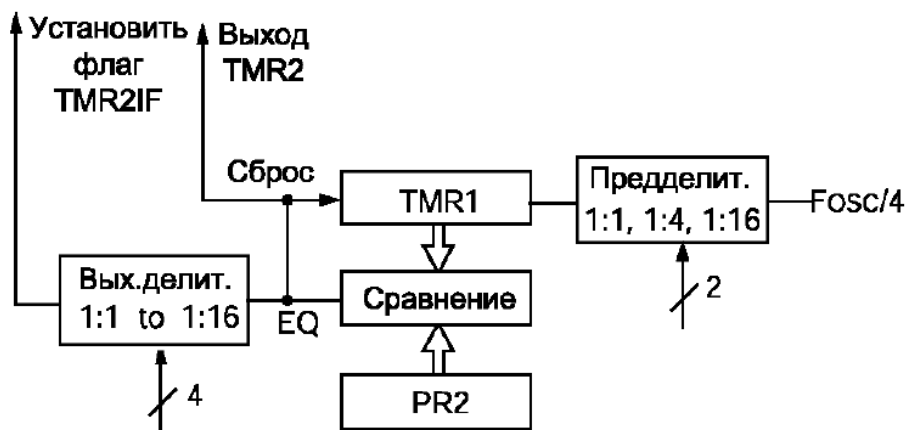 Установить
флаг
TMR2IF
Выход
TMR2
Сброс
TMR1
Предделит.
1:1, 1:4, 1:16
Fosc/4
Вых.делит.
1:1 to 1:16
EQ
Сравнение
2
4
PR2